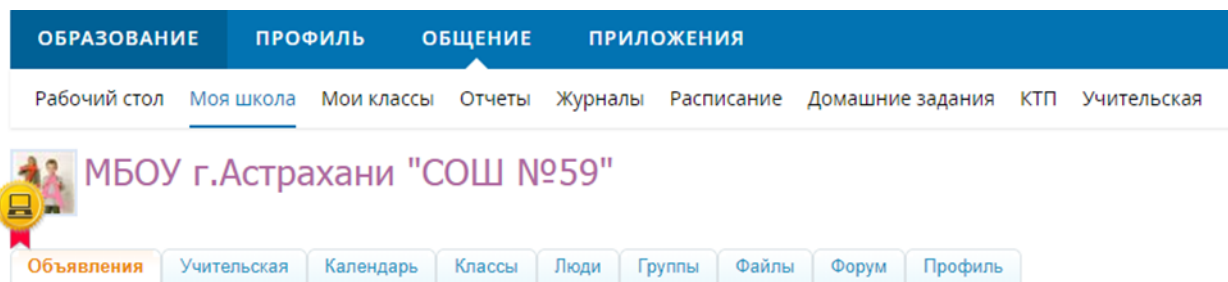 ОБРАЗОВАНИЕ ПРОФИЛЬ ОБЩЕНИЕ ПРИЛОЖЕНИЯ
Рабочий стол Моя школа Мои классы Отчеты Журналы Расписание Домашние задания КТП Учительская
МБОУ г.Астрахани "СОШ №59"
Объявления Учительская Календарь Классы Люди Группы Файлы Форум Профиль